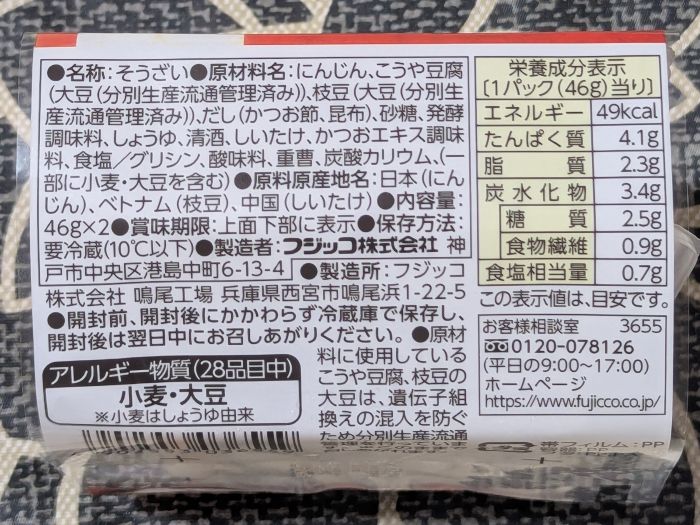 ●名称:そうざい●原材料名:にんじん、こうや豆腐
(大豆(分別生産流通管理済み))、枝豆(大豆(分別生
産流通管理済み))、だし(かつお節、昆布)、砂糖、発酵
調味料、しょうゆ、清酒、しいたけ、かつおエキス調味
料、食塩/グリシン、酸味料、重曹、炭酸カリウム、(一
部に小麦・大豆を含む)●原料原産地名:日本(にん
じん)、ベトナム(枝豆)、中国(しいたけ)●内容量:
46g×2●賞味期限:上面下部に表示●保存方法:
要冷蔵(10℃以下)●製造者:フジッコ株式会社 神
戸市中央区港島中町6-13-4
●製造所:フジッコ
株式会社 鳴尾工場 兵庫県西宮市鳴尾浜1-22-5
●開封前、開封後にかかわらず冷蔵庫で保存し、
開封後は翌日中にお召しあがりください。●原材
料に使用している
こうや豆腐、枝豆の
大豆は、遺伝子組
換えの混入を防ぐ
ため分別生産流通
管理を行っていま
アレルギー物質(28品目中)
小麦・大豆
※小麦はしょうゆ由来
栄養成分表示
〔1パック(46g)当り〕
エネルギー 49kcal
たんぱく質 4.1g
脂質 2.3g
炭水化物 3.4g
糖質 2.5g
食物繊維 0.9g
食塩相当量 0.7g
この表示値は、目安です。
お客様相談室 3655
0120-078126
(平日の9:00〜17:00)
ホームページ
https://www.fujicco.co.jp/
帯フィルム:PP
容器:PP